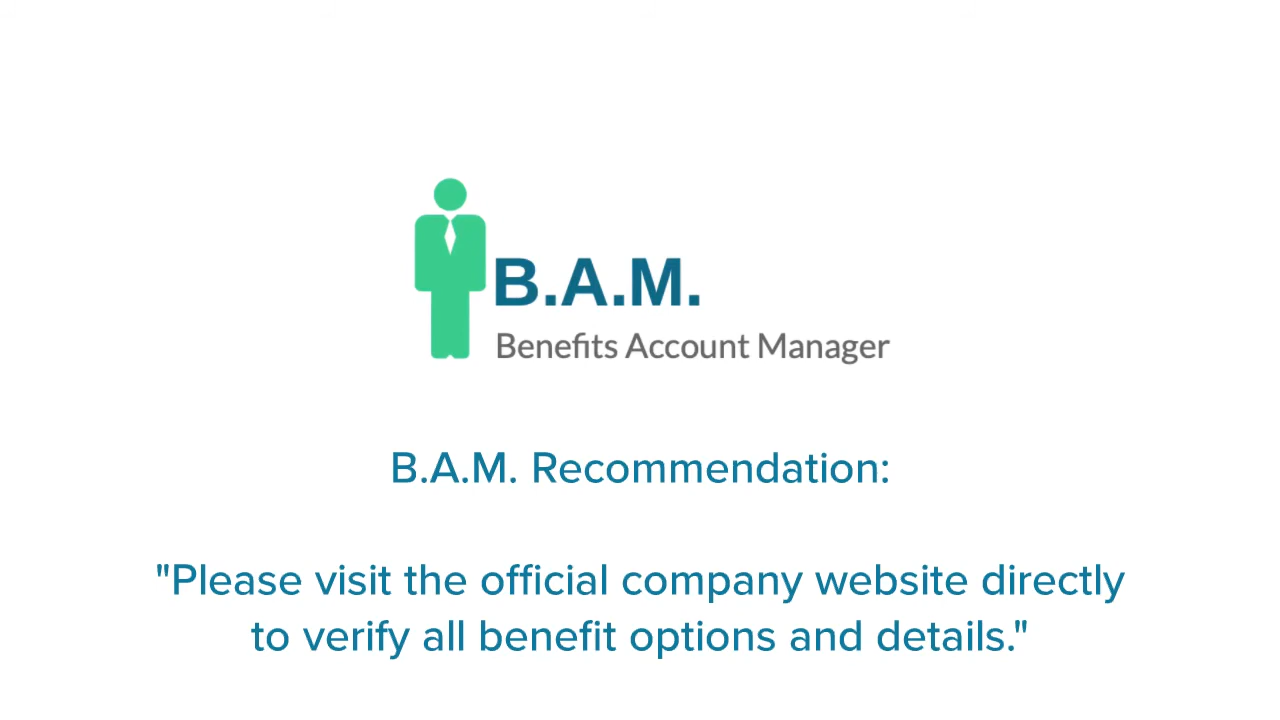 B.A.M.
Benefits Account Manager
B.A.M. Recommendation:
"Please visit the official company website directly
to verify all benefit options and details."